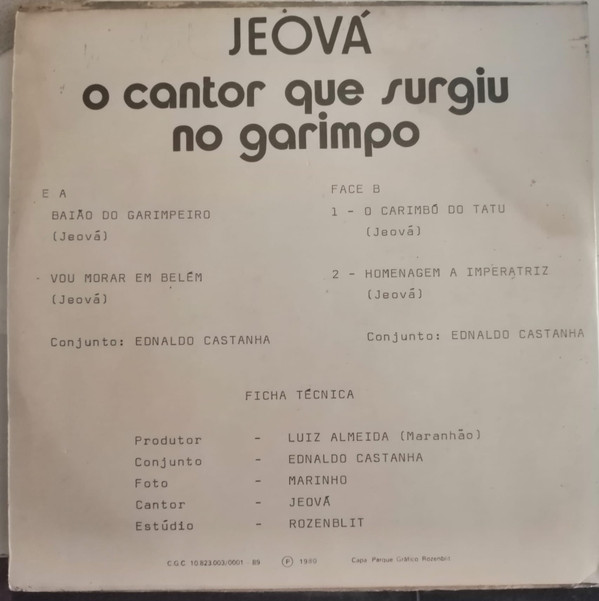 JEOVÁ
o cantor que surgiu
no garimpo
E A
BAIÃO DO GARIMPEIRO
(Jeová)
VOU MORAR EM BELÉM
(Jeová)
Conjunto: EDNALDO CASTANHA
FACE B
1 - O CARIMBÓ DO TATU
(Jeová)
2 - HOMENAGEM A IMPERATRIZ
(Jeová)
Conjunto: EDNALDO CASTANHA
FICHA TÉCNICA
Produtor - LUIZ ALMEIDA (Maranhão)
Conjunto - EDNALDO CASTANHA
Foto - MARINHO
Cantor - JEOVÁ
Estúdio - ROZENBLIT
C.G.C. 10.823.003/0001 - 89 Ⓟ 1980 Capa Parque Gráfico Rozenblit